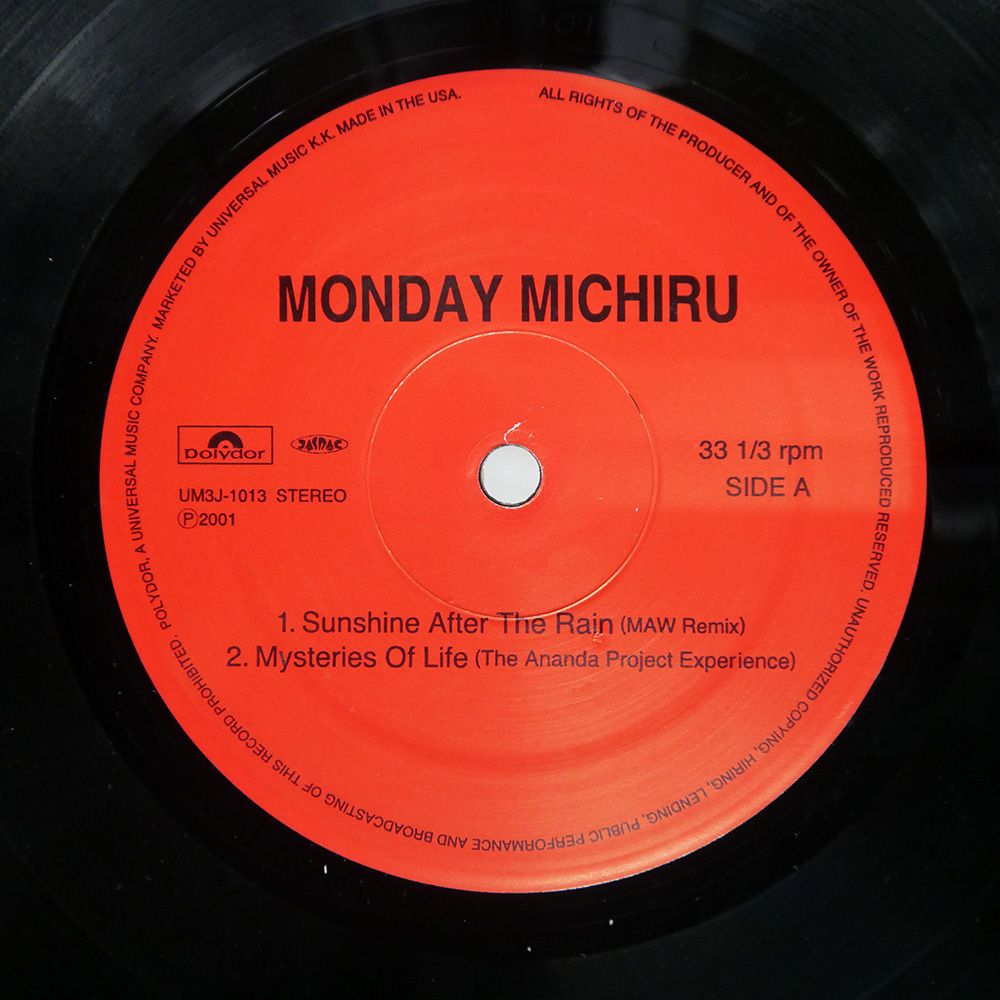 ALL RIGHTS OF THE PRODUCER AND OF THE OWNER OF THE WORK REPRODUCED RESERVED. UNAUTHORIZED COPYING, HIRING, LENDING, PUBLIC PERFORMANCE AND BROADCASTING OF THIS RECORD PROHIBITED. POLYDOR, A UNIVERSAL MUSIC COMPANY. MARKETED BY UNIVERSAL MUSIC K.K. MADE IN THE USA.
MONDAY MICHIRU
polydor
JASRAC
UM3J-1013 STEREO
Ⓟ2001
33 1/3 rpm
SIDE A
1. Sunshine After The Rain (MAW Remix)
2. Mysteries Of Life (The Ananda Project Experience)